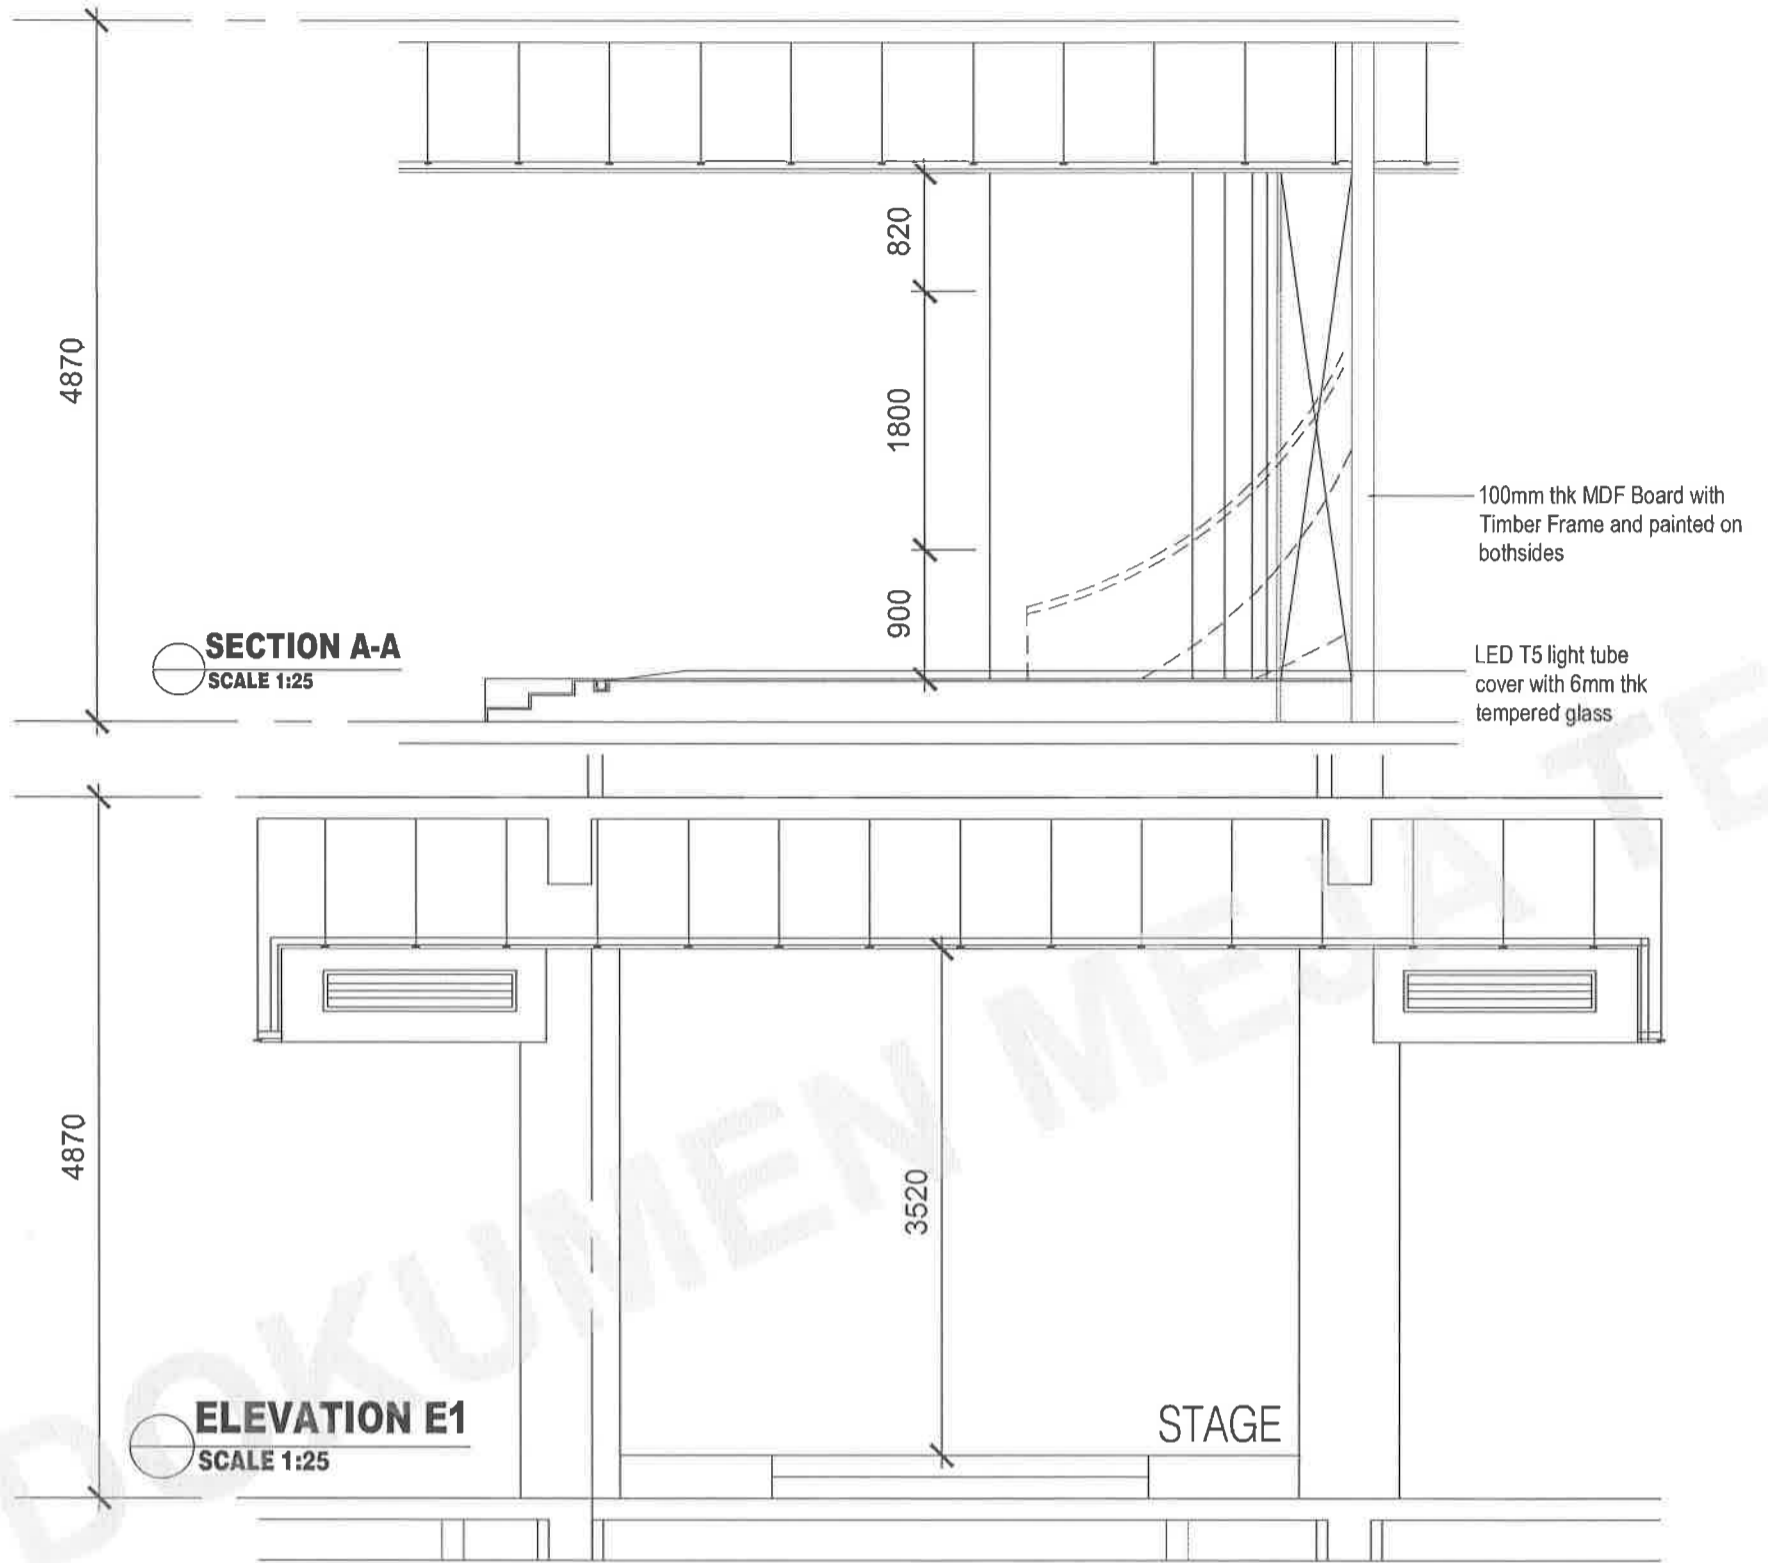 4870
820
1800
900
100mm thk MDF Board with
Timber Frame and painted on
bothsides
SECTION A-A
SCALE 1:25
LED T5 light tube
cover with 6mm thk
tempered glass
4870
3520
STAGE
ELEVATION E1
SCALE 1:25
DOKUMEN MEJA TE